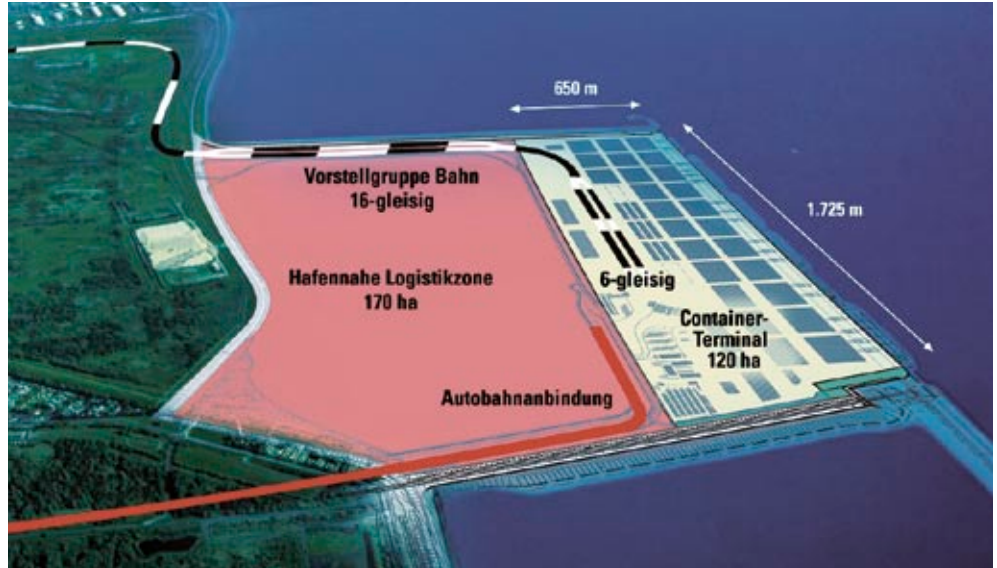 650 m
1.725 m
Vorstellgruppe Bahn
16-gleisig
Hafennahe Logistikzone
170 ha
6-gleisig
Container-
Terminal
120 ha
Autobahnanbindung